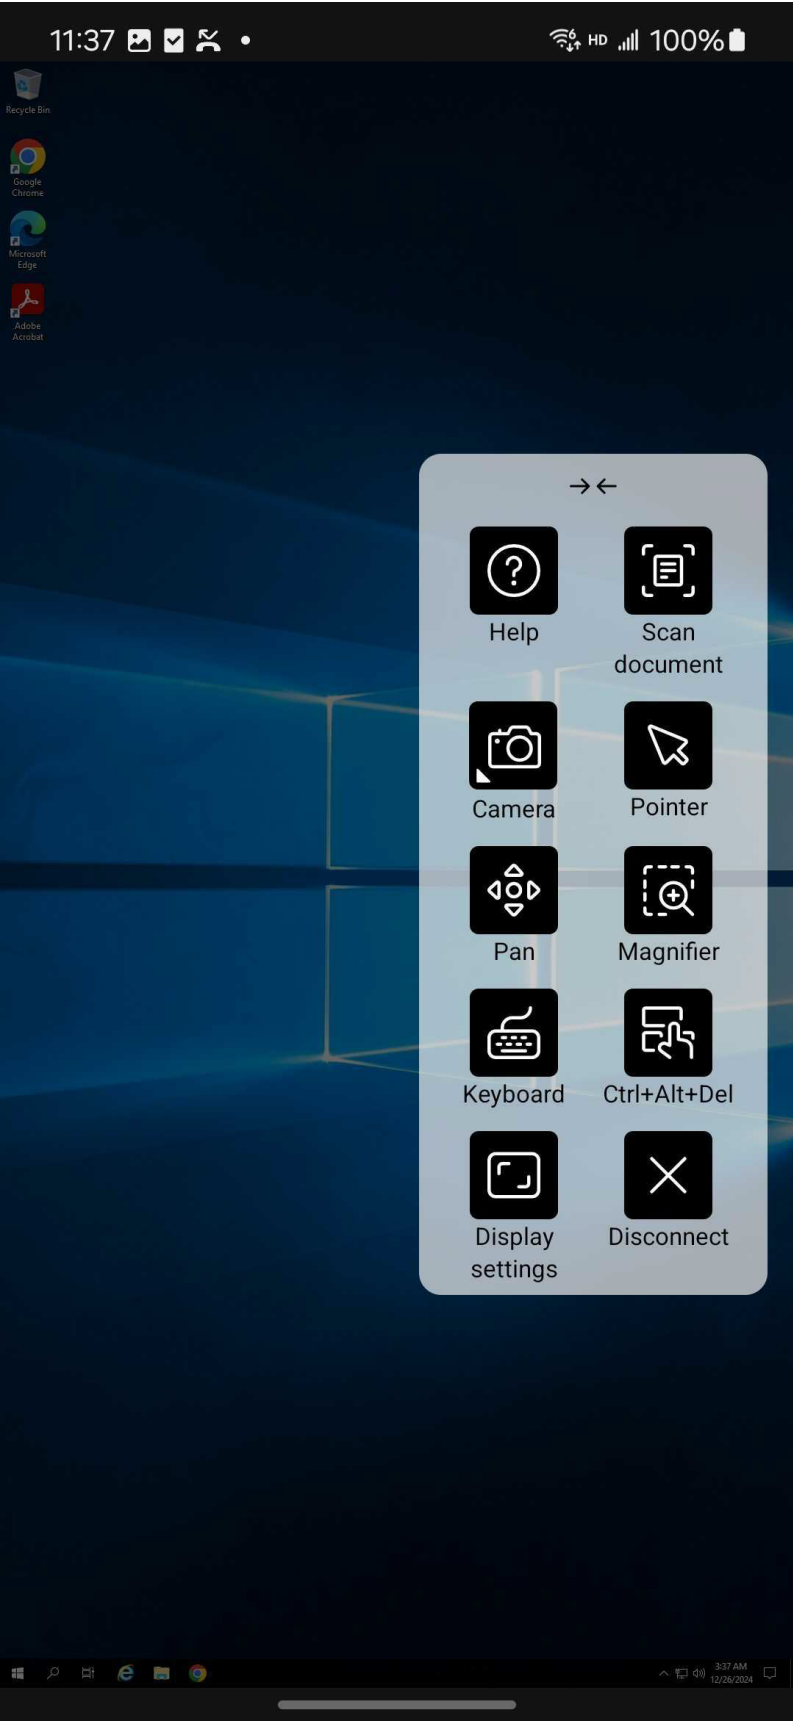 11:37
HD
100%
Recycle Bin
Google
Chrome
Microsoft
Edge
Adobe
Acrobat
Help
Scan
document
Camera
Pointer
Pan
Magnifier
Keyboard
Ctrl+Alt+Del
Display
settings
Disconnect
3:37 AM
12/26/2024